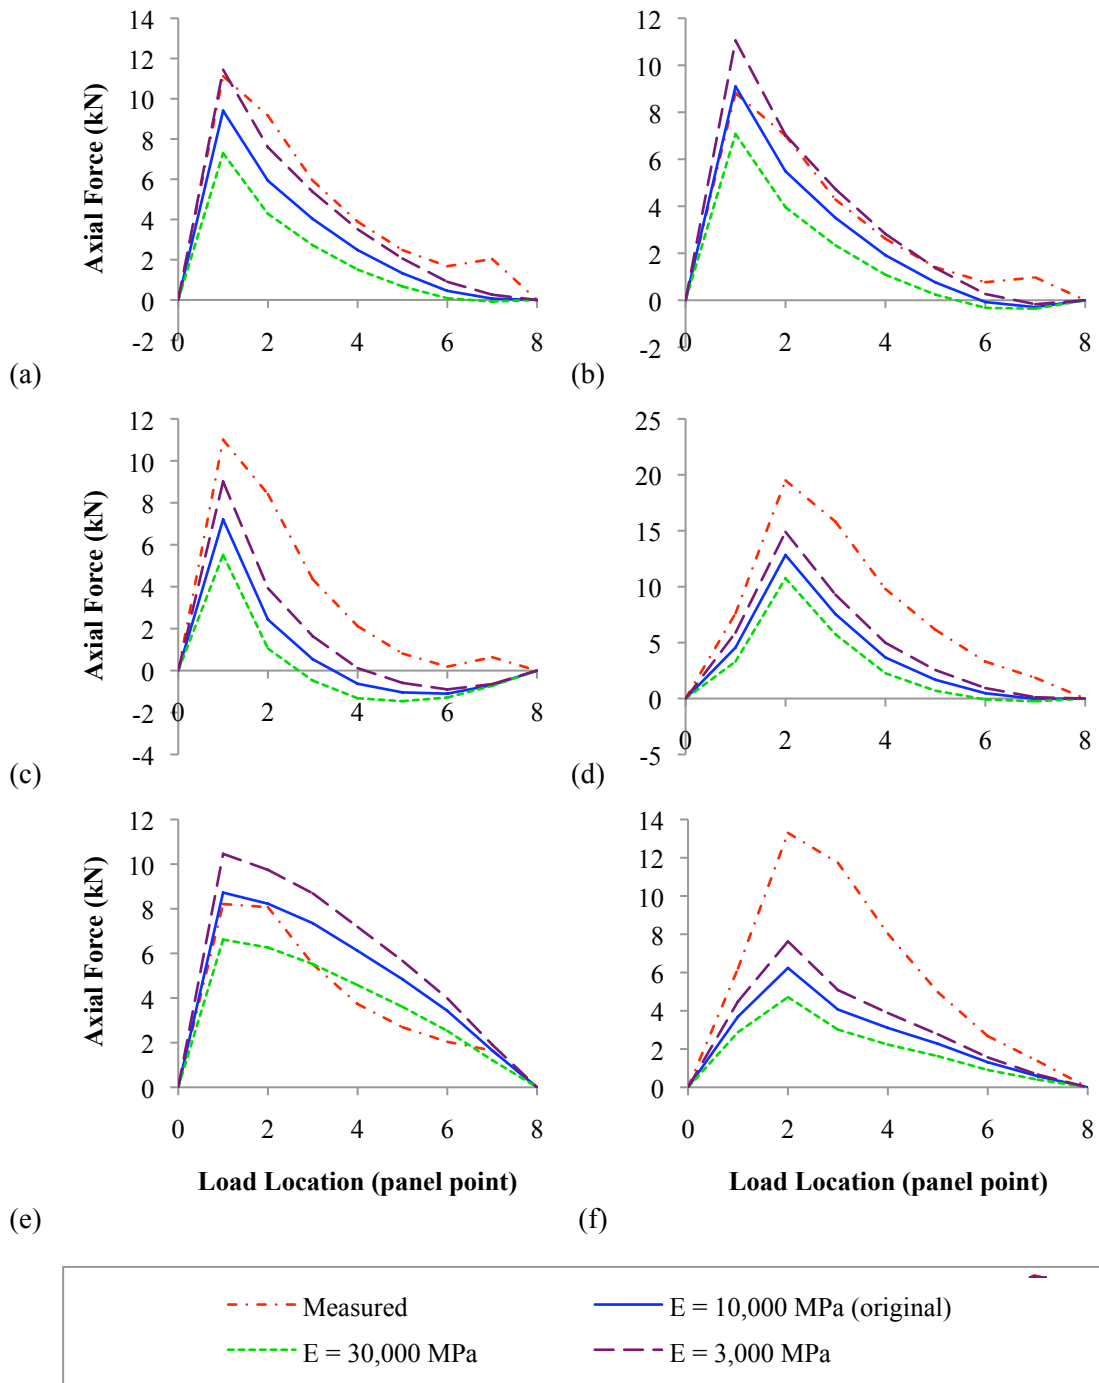 Axial Force (kN)
14
12
10
8
6
4
2
0
-2
0 2 4 6 8
(a)
12
10
8
6
4
2
0
-2
0 2 4 6 8
(b)
Axial Force (kN)
12
10
8
6
4
2
0
-2
-4
0 2 4 6 8
(c)
25
20
15
10
5
0
-5
0 2 4 6 8
(d)
Axial Force (kN)
12
10
8
6
4
2
0
0 2 4 6 8
Load Location (panel point)
(e)
14
12
10
8
6
4
2
0
0 2 4 6 8
Load Location (panel point)
(f)
Measured
E = 10,000 MPa (original)
E = 30,000 MPa
E = 3,000 MPa